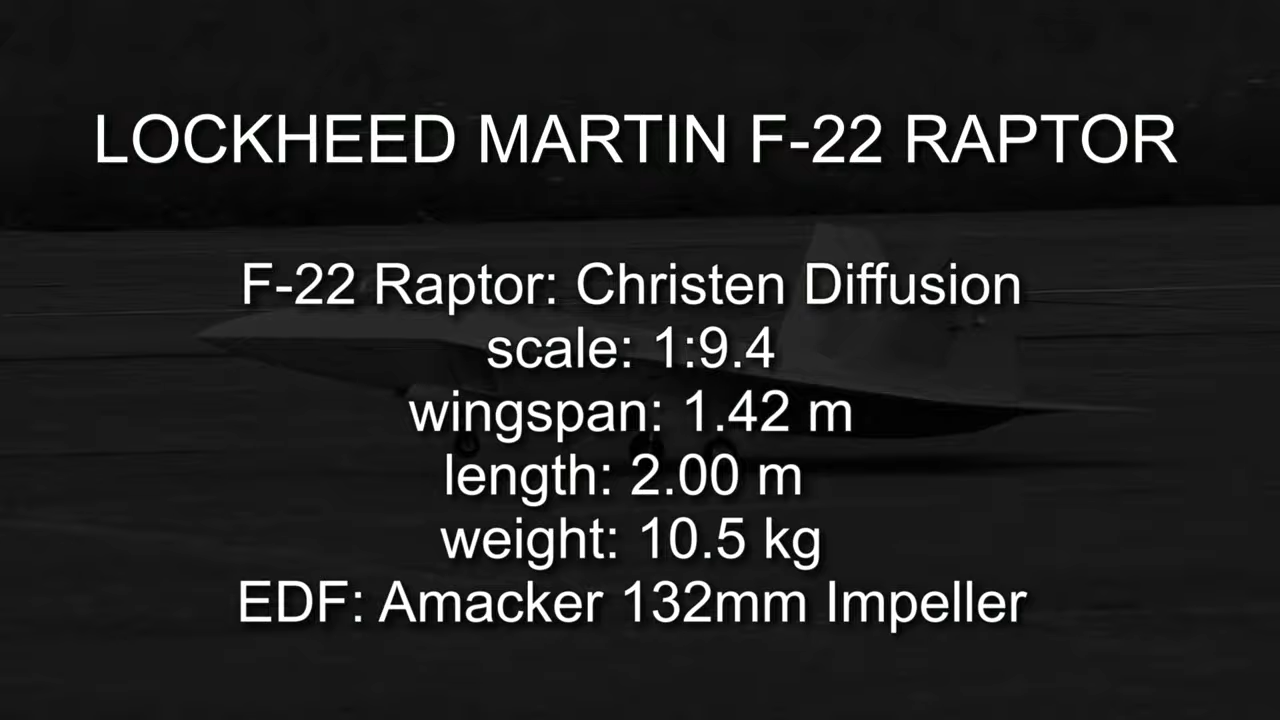 LOCKHEED MARTIN F-22 RAPTOR
F-22 Raptor: Christen Diffusion
scale: 1:9.4
wingspan: 1.42 m
length: 2.00 m
weight: 10.5 kg
EDF: Amacker 132mm Impeller